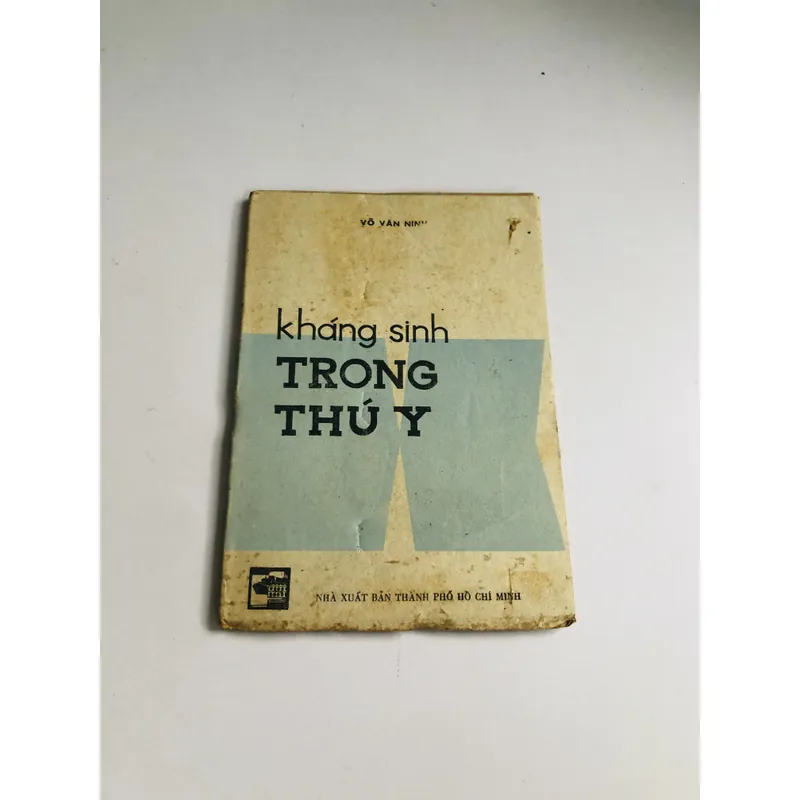 VÕ VĂN NINH
kháng sinh
TRONG
THÚ Y
NHÀ XUẤT BẢN THÀNH PHỐ HỒ CHÍ MINH